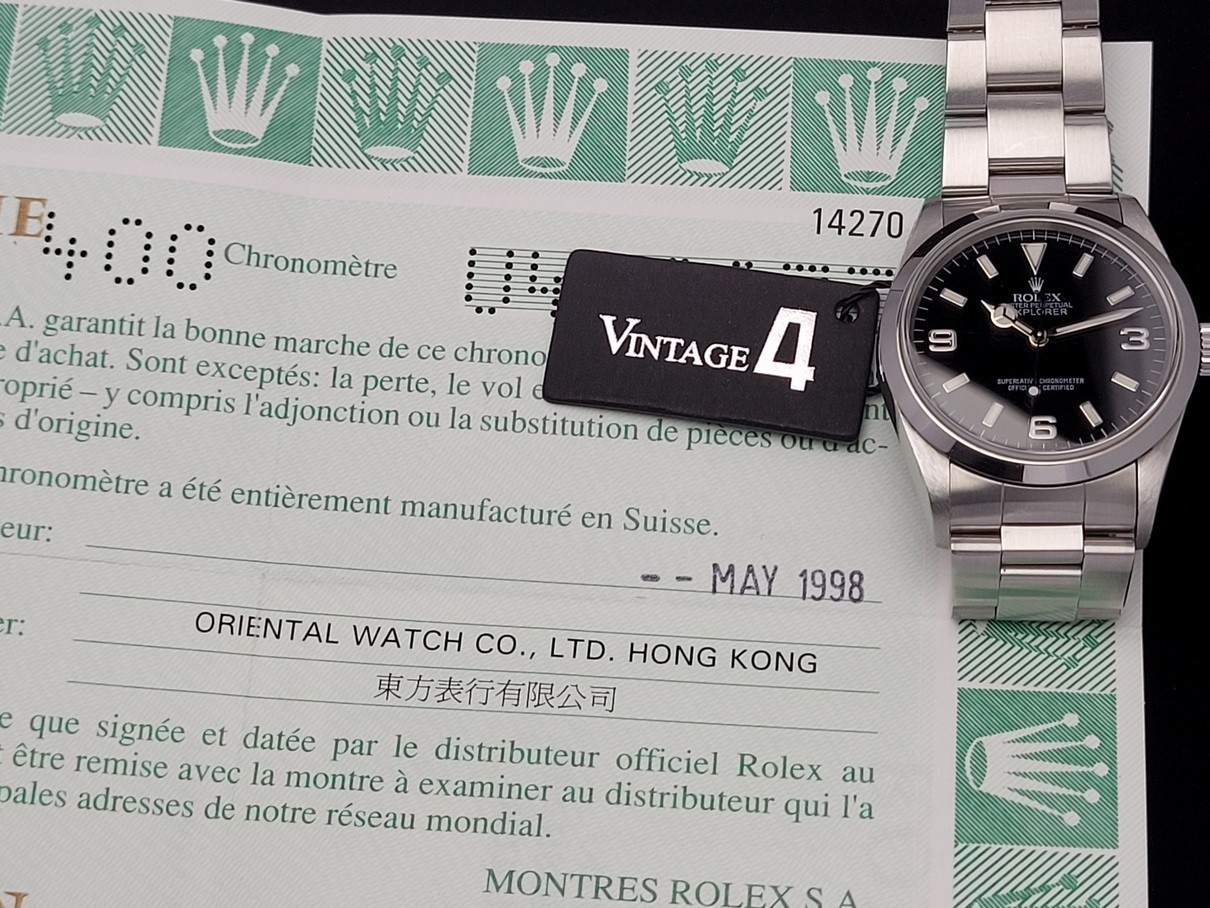 14270
400 Chronomètre
.A. garantit la bonne marche de ce chrono
d'achat. Sont exceptés: la perte, le vol e
roprié – y compris l'adjonction ou la substitution de pièces ou d'ac-
s d'origine.
hronomètre a été entièrement manufacturé en Suisse.
eur:
-- MAY 1998
er:
ORIENTAL WATCH CO., LTD. HONG KONG
東方表行有限公司
e que signée et datée par le distributeur officiel Rolex au
être remise avec la montre à examiner au distributeur qui l'a
pales adresses de notre réseau mondial.
MONTRES ROLEX S.A.
VINTAGE 4
ROLEX
OYSTER PERPETUAL
EXPLORER
9
3
6
SUPERLATIVE CHRONOMETER
OFFICIALLY CERTIFIED